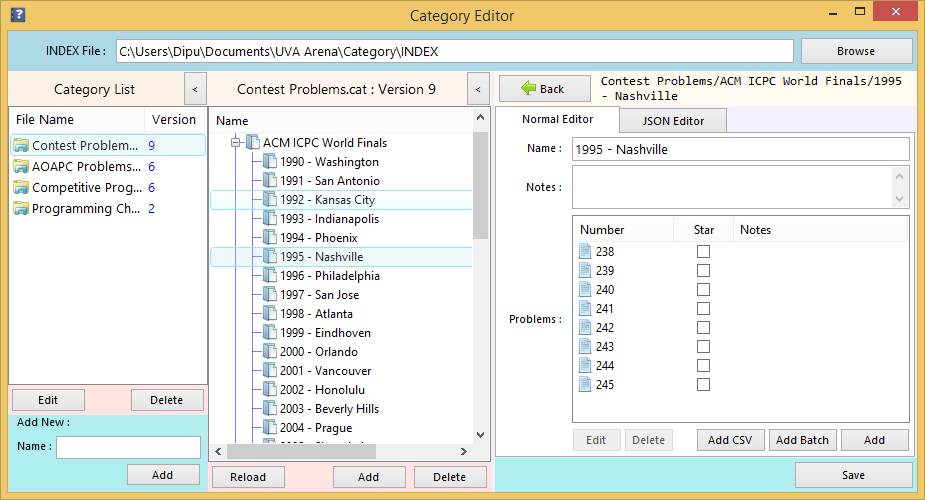 Category Editor
INDEX File : C:\Users\Dipu\Documents\UVA Arena\Category\INDEX Browse
Category List <
File Name Version
Contest Problem... 9
AOAPC Problems... 6
Competitive Prog... 6
Programming Ch... 2
Edit Delete
Add New :
Name :
Add
Contest Problems.cat : Version 9 <
Name
ACM ICPC World Finals
1990 - Washington
1991 - San Antonio
1992 - Kansas City
1993 - Indianapolis
1994 - Phoenix
1995 - Nashville
1996 - Philadelphia
1997 - San Jose
1998 - Atlanta
1999 - Eindhoven
2000 - Orlando
2001 - Vancouver
2002 - Honolulu
2003 - Beverly Hills
2004 - Prague
Reload Add Delete
Back
Contest Problems/ACM ICPC World Finals/1995
- Nashville
Normal Editor JSON Editor
Name : 1995 - Nashville
Notes :
Problems :
Number Star Notes
238
239
240
241
242
243
244
245
Edit Delete Add CSV Add Batch Add
Save